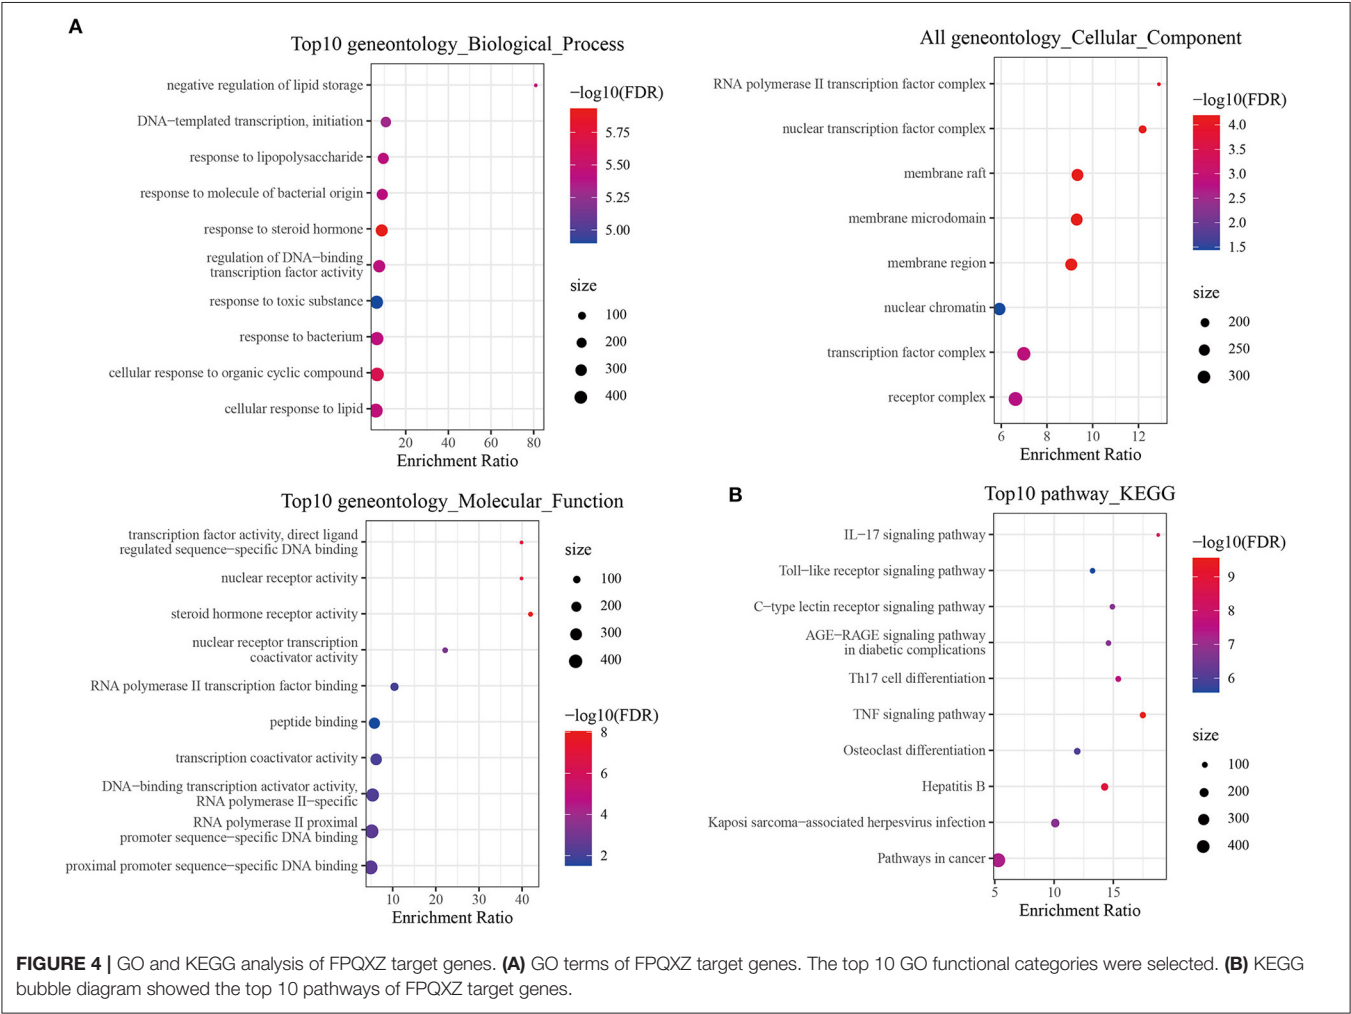 A
Top10 geneontology_Biological_Process
negative regulation of lipid storage
DNA−templated transcription, initiation
response to lipopolysaccharide
response to molecule of bacterial origin
response to steroid hormone
regulation of DNA−binding
transcription factor activity
response to toxic substance
response to bacterium
cellular response to organic cyclic compound
cellular response to lipid
20 40 60 80
Enrichment Ratio
−log10(FDR)
5.75
5.50
5.25
5.00
size
100
200
300
400
All geneontology_Cellular_Component
RNA polymerase II transcription factor complex
nuclear transcription factor complex
membrane raft
membrane microdomain
membrane region
nuclear chromatin
transcription factor complex
receptor complex
6 8 10 12
Enrichment Ratio
−log10(FDR)
4.0
3.5
3.0
2.5
2.0
1.5
size
200
250
300
Top10 geneontology_Molecular_Function
transcription factor activity, direct ligand
regulated sequence−specific DNA binding
nuclear receptor activity
steroid hormone receptor activity
nuclear receptor transcription
coactivator activity
RNA polymerase II transcription factor binding
peptide binding
transcription coactivator activity
DNA−binding transcription activator activity,
RNA polymerase II−specific
RNA polymerase II proximal
promoter sequence−specific DNA binding
proximal promoter sequence−specific DNA binding
10 20 30 40
Enrichment Ratio
size
100
200
300
400
−log10(FDR)
8
6
4
2
B
Top10 pathway_KEGG
IL−17 signaling pathway
Toll−like receptor signaling pathway
C−type lectin receptor signaling pathway
AGE−RAGE signaling pathway
in diabetic complications
Th17 cell differentiation
TNF signaling pathway
Osteoclast differentiation
Hepatitis B
Kaposi sarcoma−associated herpesvirus infection
Pathways in cancer
5 10 15
Enrichment Ratio
−log10(FDR)
9
8
7
6
size
100
200
300
400
FIGURE 4 | GO and KEGG analysis of FPQXZ target genes. (A) GO terms of FPQXZ target genes. The top 10 GO functional categories were selected. (B) KEGG
bubble diagram showed the top 10 pathways of FPQXZ target genes.